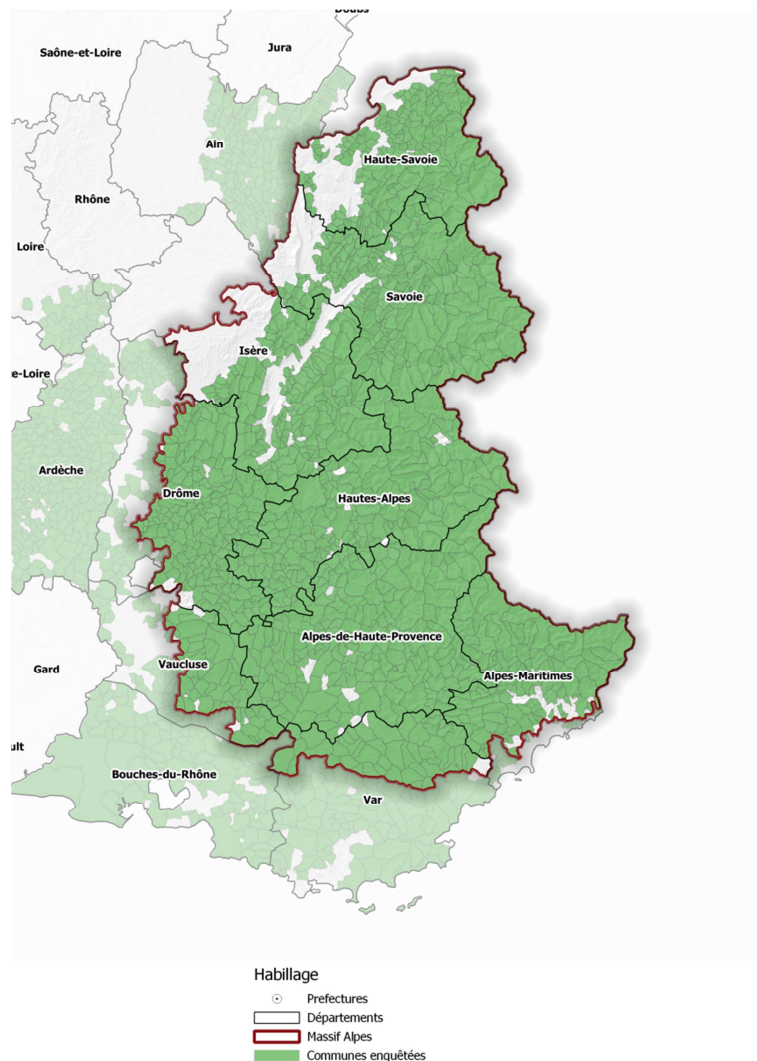 Doubs
Saône-et-Loire
Jura
Ain
Haute-Savoie
Rhône
Loire
Savoie
Isère
e-Loire
Ardèche
Drôme
Hautes-Alpes
Alpes-de-Haute-Provence
Vaucluse
Gard
Alpes-Maritimes
ult
Bouches-du-Rhône
Var
Habillage
Prefectures
Départements
Massif Alpes
Communes enquêtées